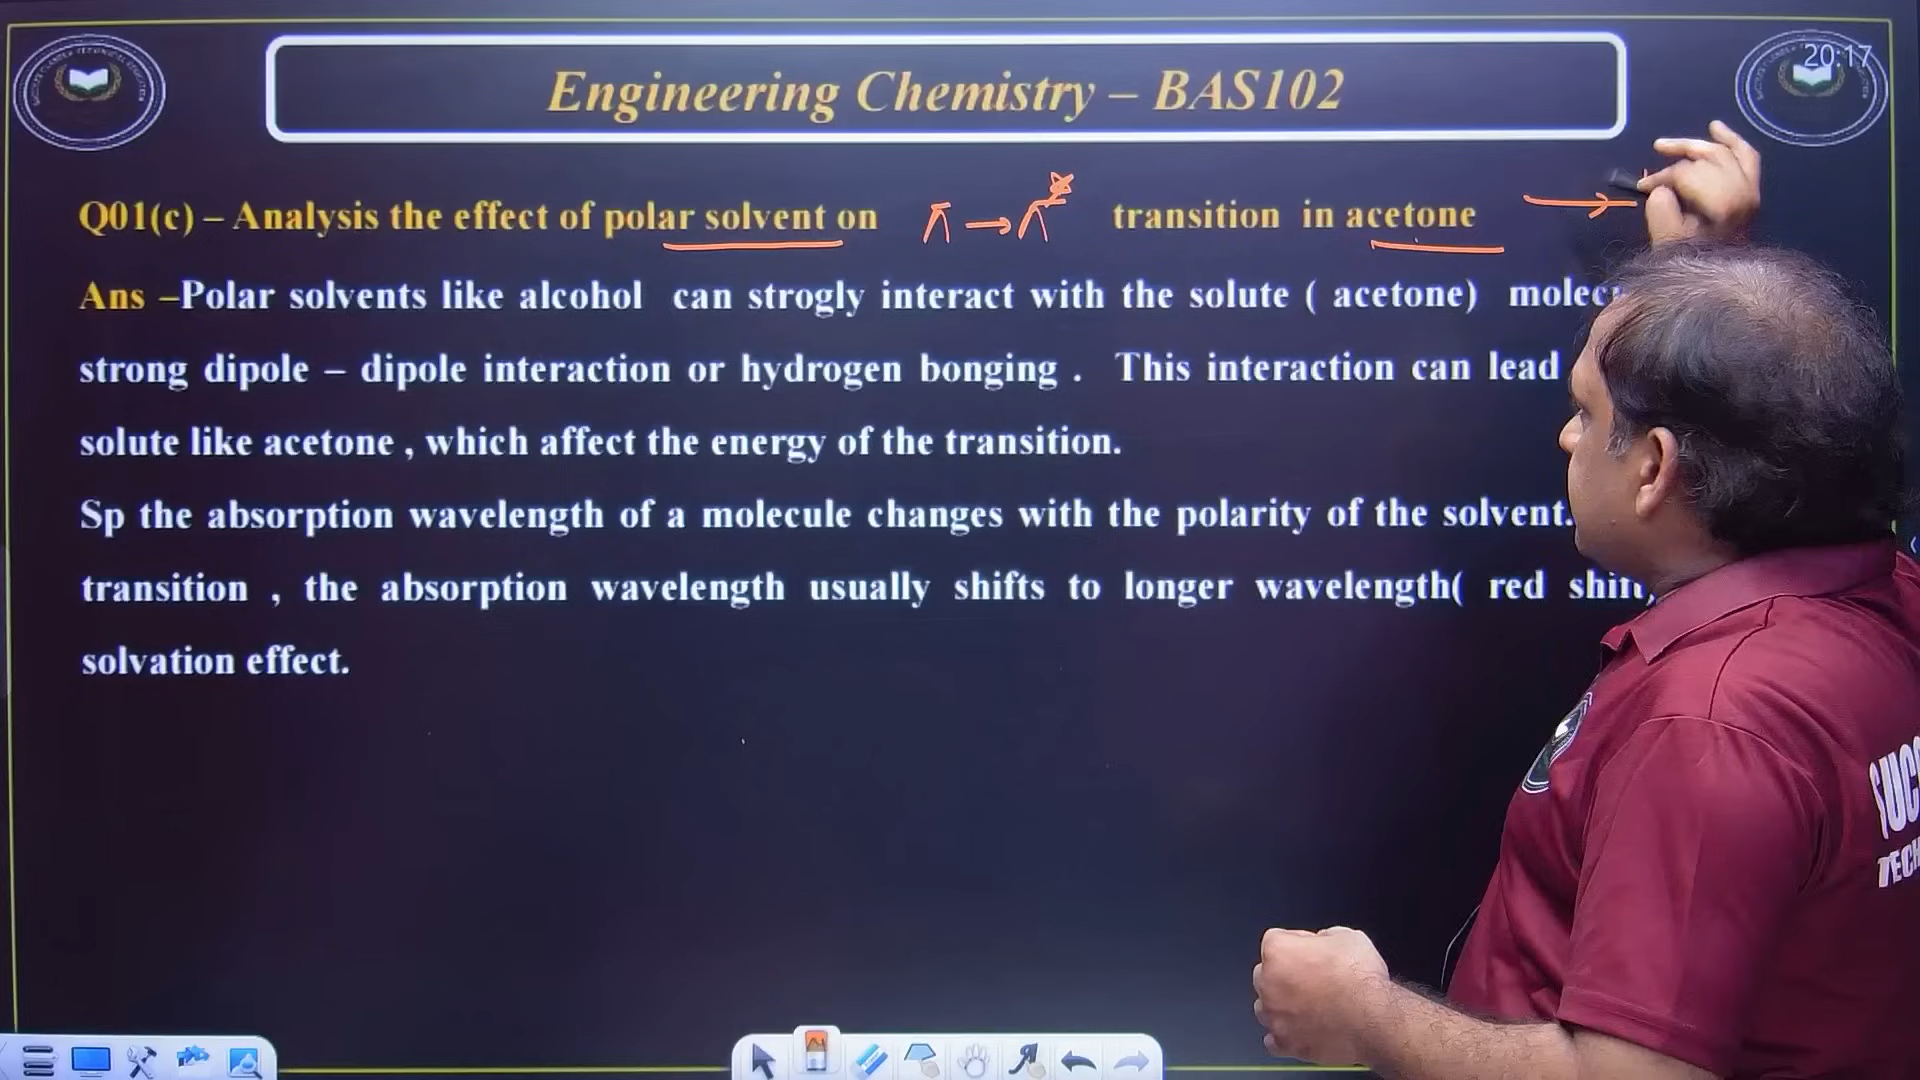 20:17
Engineering Chemistry – BAS102
Q01(c) – Analysis the effect of polar solvent on π → π* transition in acetone
Ans –Polar solvents like alcohol can strogly interact with the solute ( acetone)
strong dipole – dipole interaction or hydrogen bonging . This interaction can lead
solute like acetone , which affect the energy of the transition.
Sp the absorption wavelength of a molecule changes with the polarity of the solvent.
transition , the absorption wavelength usually shifts to longer wavelength( red shift)
solvation effect.